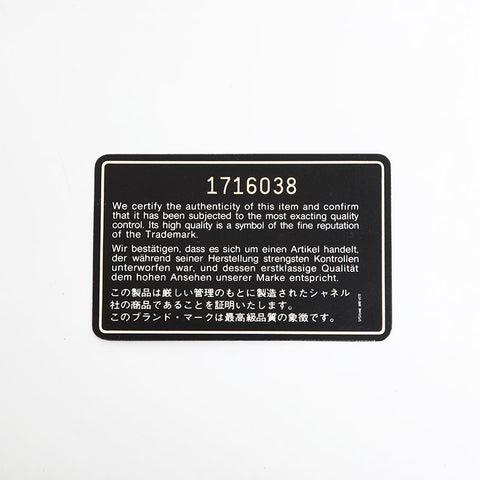 1716038
We certify the authenticity of this item and confirm
that it has been subjected to the most exacting quality
control. Its high quality is a symbol of the fine reputation
of the Trademark.
Wir bestätigen, dass es sich um einen Artikel handelt,
der während seiner Herstellung strengsten Kontrollen
unterworfen war, und dessen erstklassige Qualität
dem hohen Ansehen unserer Marke entspricht.
この製品は厳しい管理のもとに製造されたシャネル
社の商品であることを証明いたします。
このブランド・マークは最高級品質の象徴です。